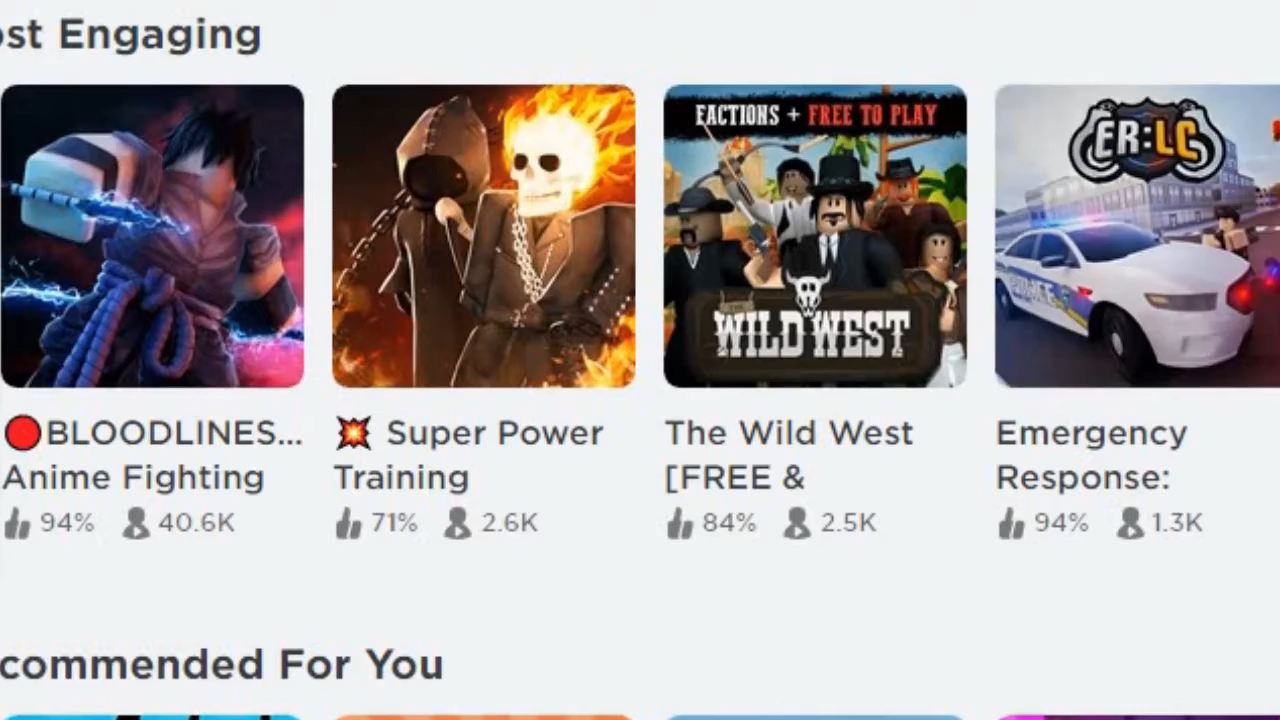 ost Engaging
FACTIONS + FREE TO PLAY
ER:LC
WILD WEST
🔴BLOODLINES...
Anime Fighting
94% 40.6K
💥 Super Power
Training
71% 2.6K
The Wild West
[FREE &
84% 2.5K
Emergency
Response:
94% 1.3K
commended For You